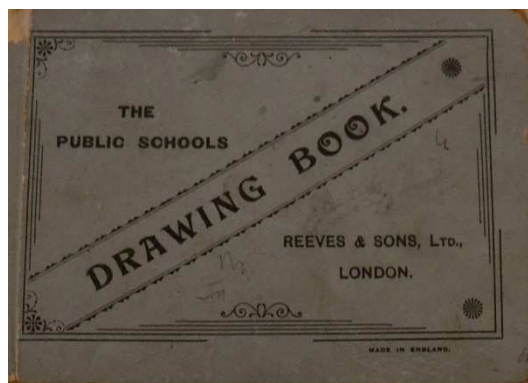 THE
PUBLIC SCHOOLS
DRAWING BOOK.
REEVES & SONS, LTD.,
LONDON.
MADE IN ENGLAND.